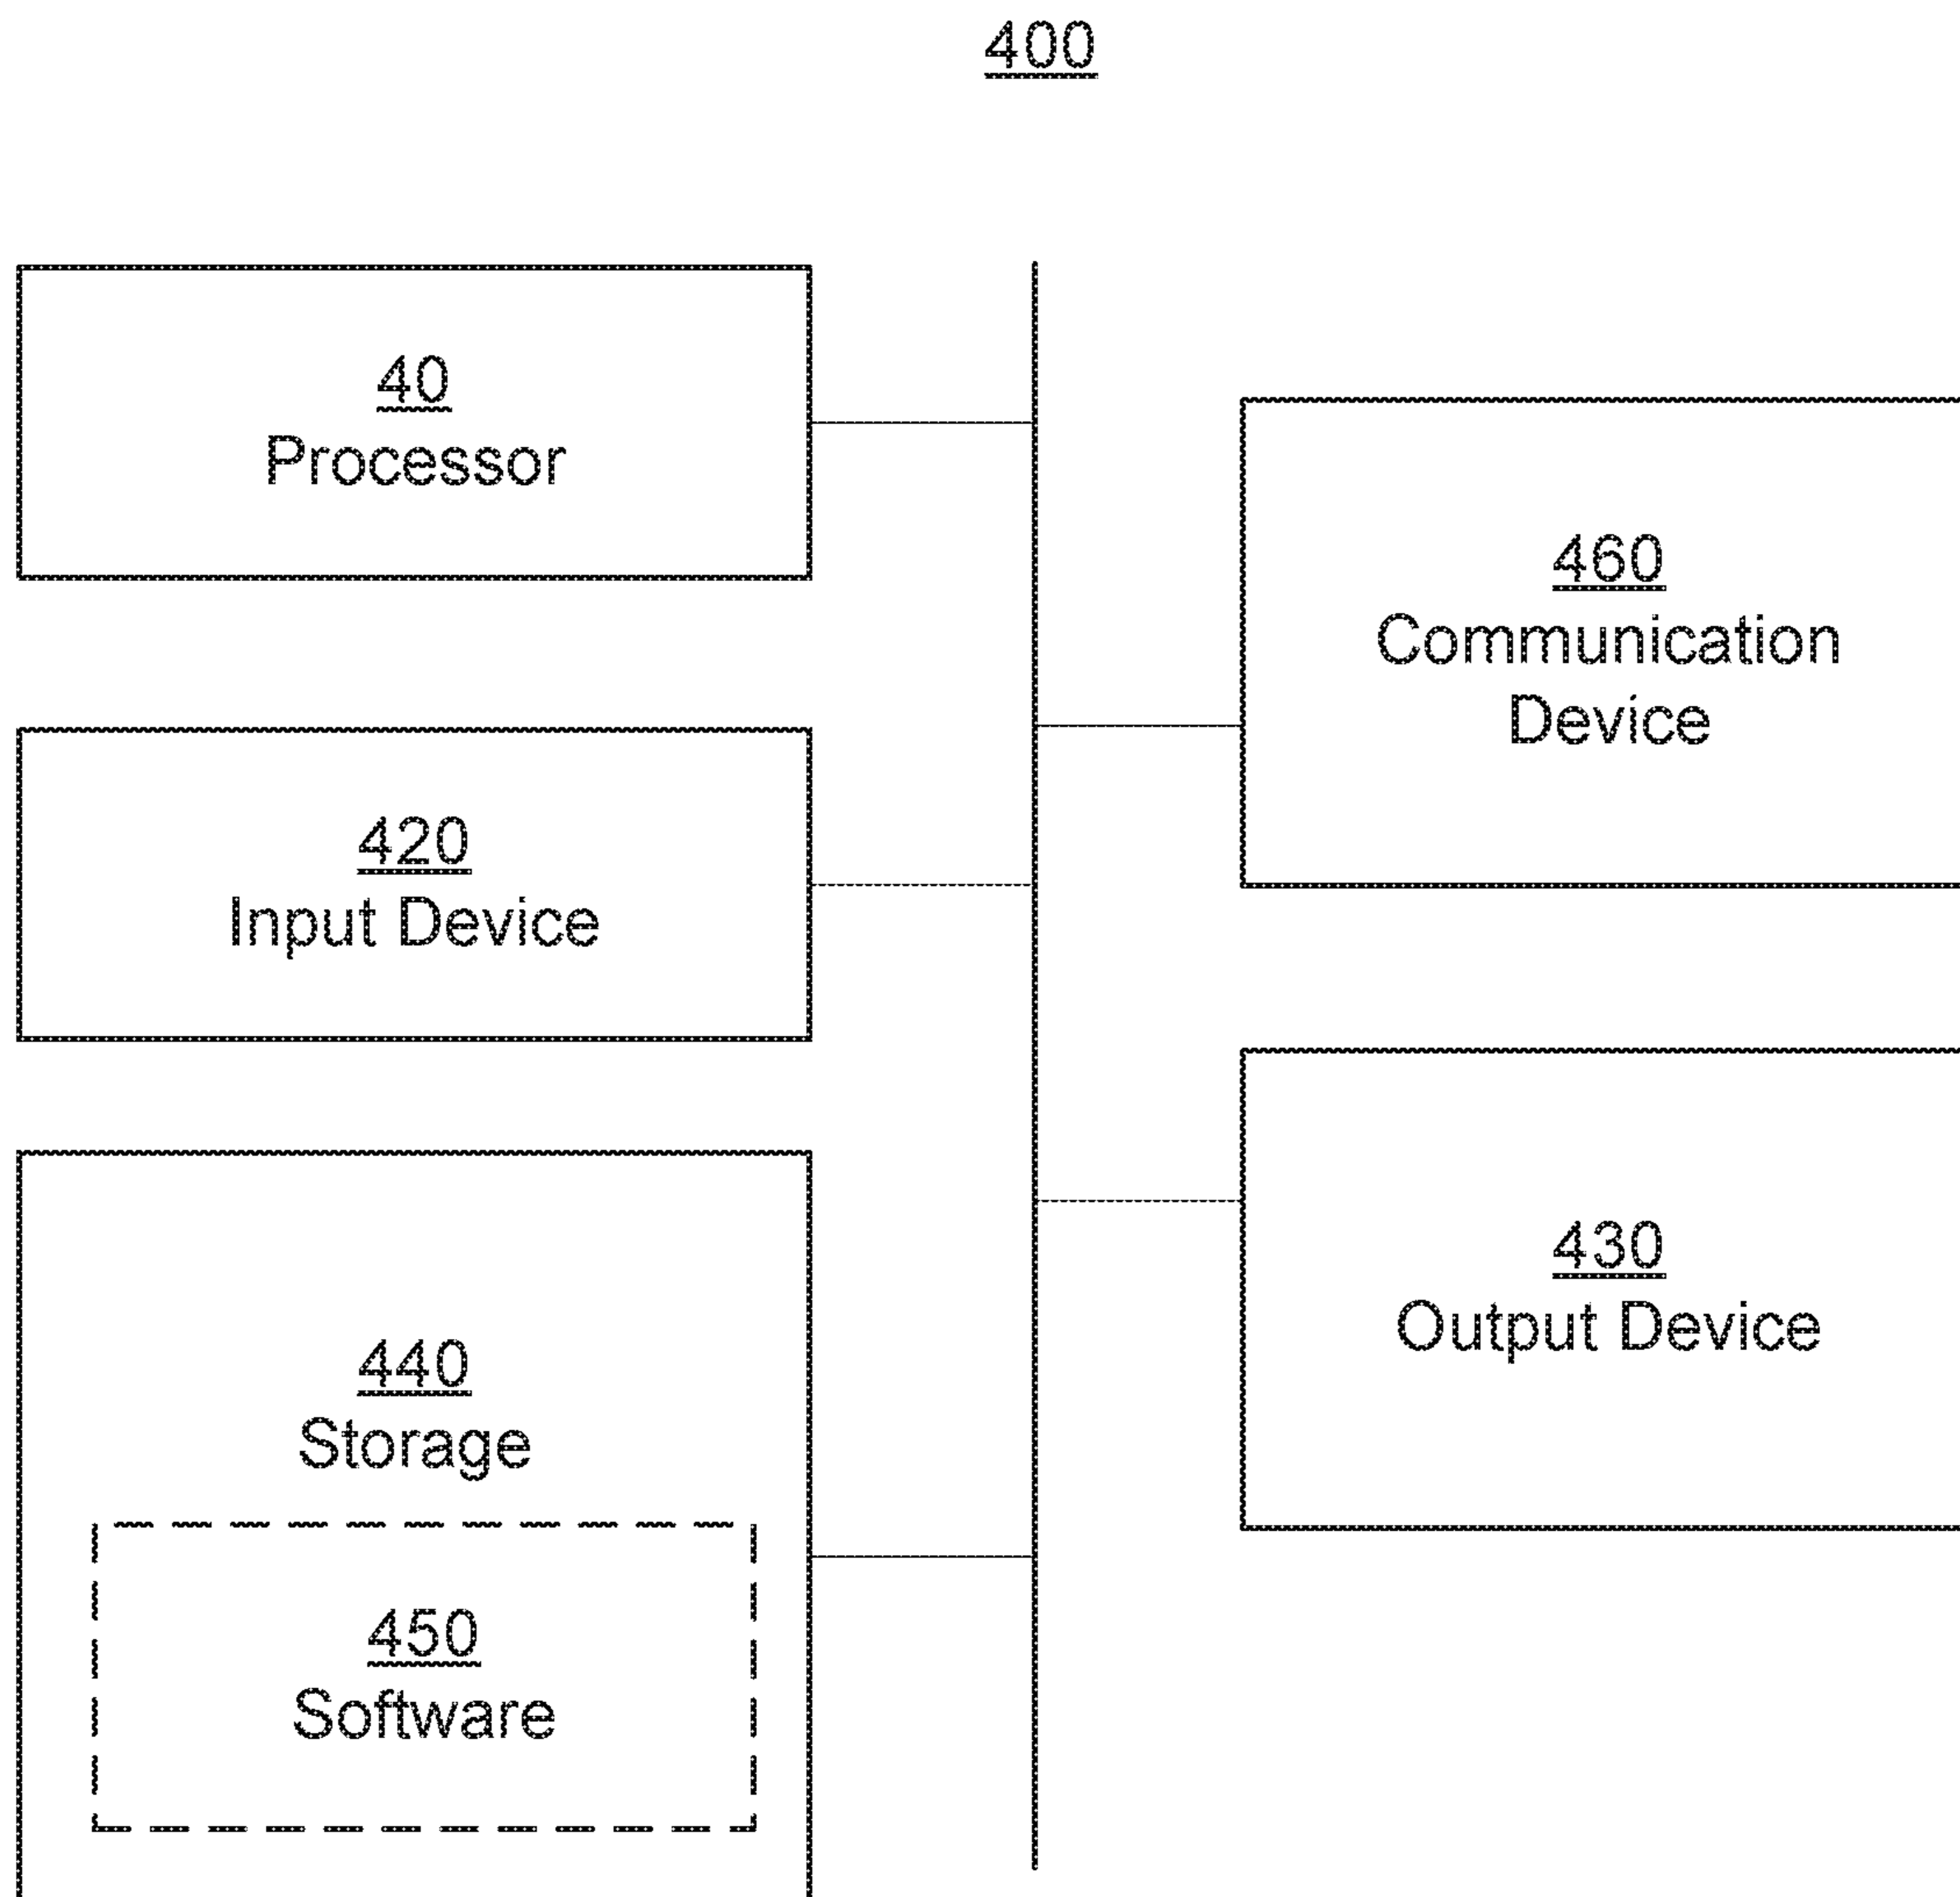 400
40
Processor
460
Communication
Device
420
Input Device
430
Output Device
440
Storage
450
Software